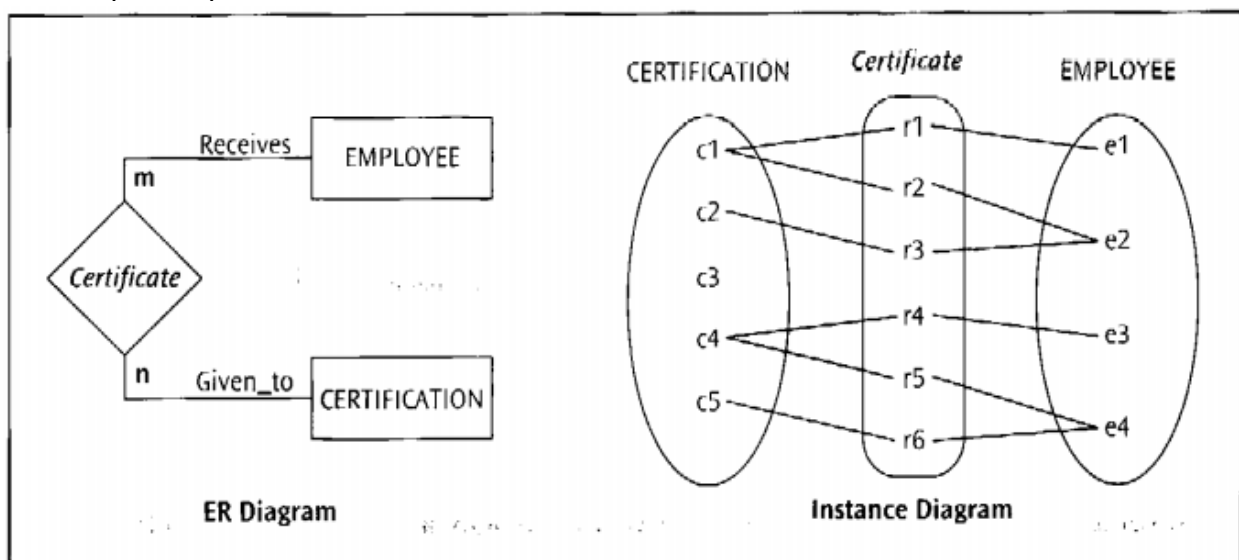 Receives
EMPLOYEE
m
Certificate
n
Given_to
CERTIFICATION
ER Diagram
CERTIFICATION
Certificate
EMPLOYEE
c1
c2
c3
c4
c5
r1
r2
r3
r4
r5
r6
e1
e2
e3
e4
Instance Diagram